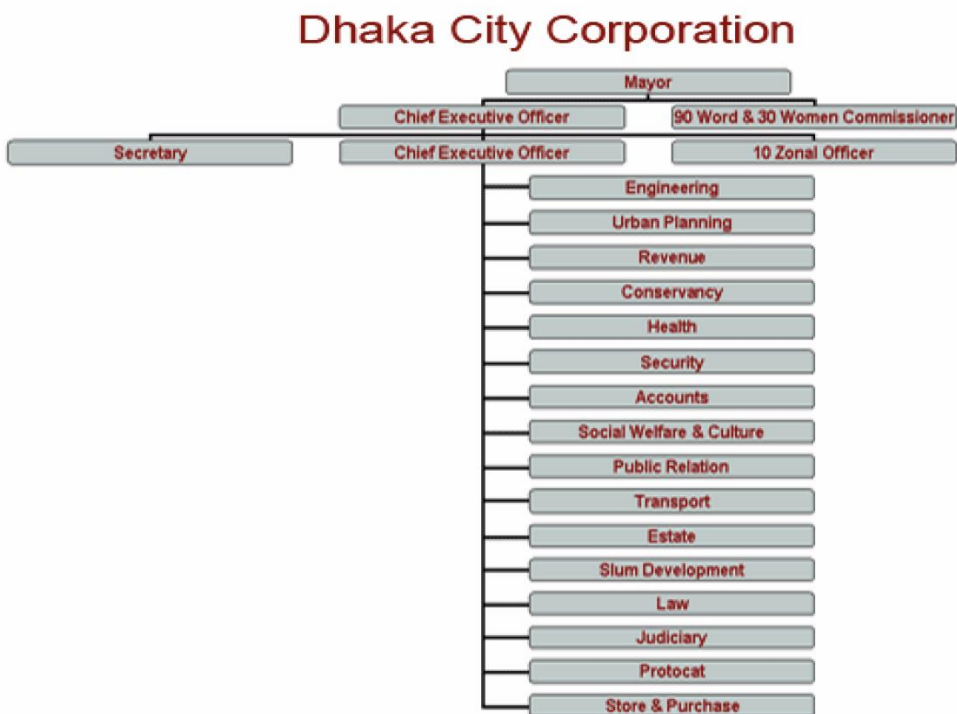 Dhaka City Corporation
Mayor
Chief Executive Officer
90 Word & 30 Women Commissioner
Secretary
Chief Executive Officer
10 Zonal Officer
Engineering
Urban Planning
Revenue
Conservancy
Health
Security
Accounts
Social Welfare & Culture
Public Relation
Transport
Estate
Slum Development
Law
Judiciary
Protocat
Store & Purchase